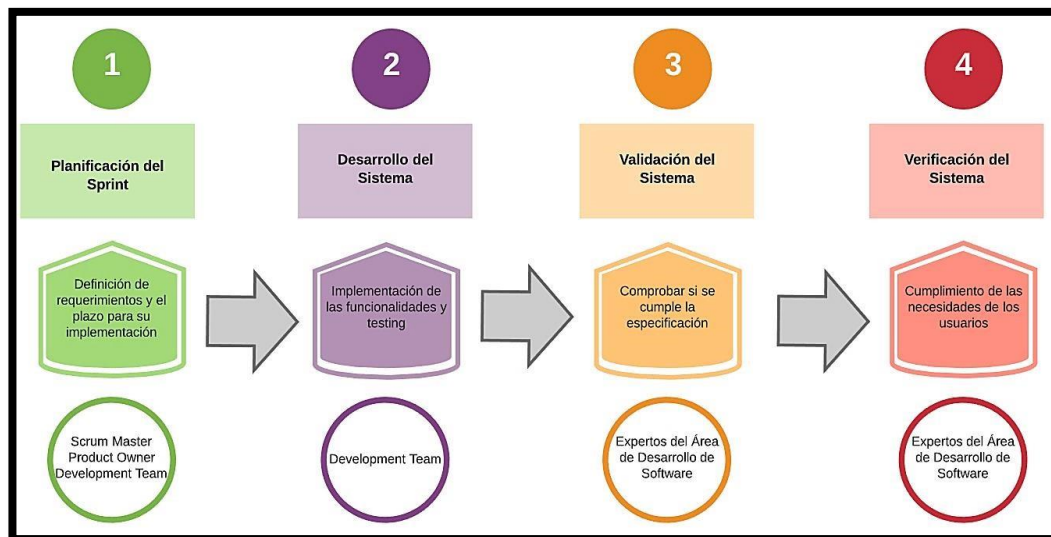 1
2
3
4
Planificación del
Sprint
Desarrollo del
Sistema
Validación del
Sistema
Verificación del
Sistema
Definición de
requerimientos y el
plazo para su
implementación
Implementación de
las funcionalidades y
testing
Comprobar si se
cumple la
especificación
Cumplimiento de las
necesidades de los
usuarios
Scrum Master
Product Owner
Development Team
Development Team
Expertos del Área
de Desarrollo de
Software
Expertos del Área
de Desarrollo de
Software